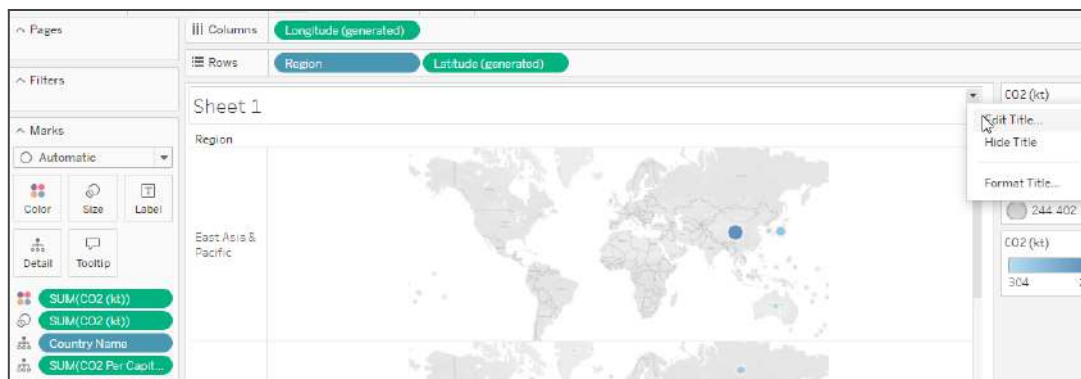 Pages
Columns
Longitude (generated)
Rows
Region
Latitude (generated)
Filters
Sheet 1
CO2 (kt)
Edit Title...
Hide Title
Format Title...
Marks
Automatic
Region
Color
Size
Label
Detail
Tooltip
East Asia &
Pacific
244 402
CO2 (kt)
304
SUM(CO2 (kt))
SUM(CO2 (kt))
Country Name
SUM(CO2 Per Capit...